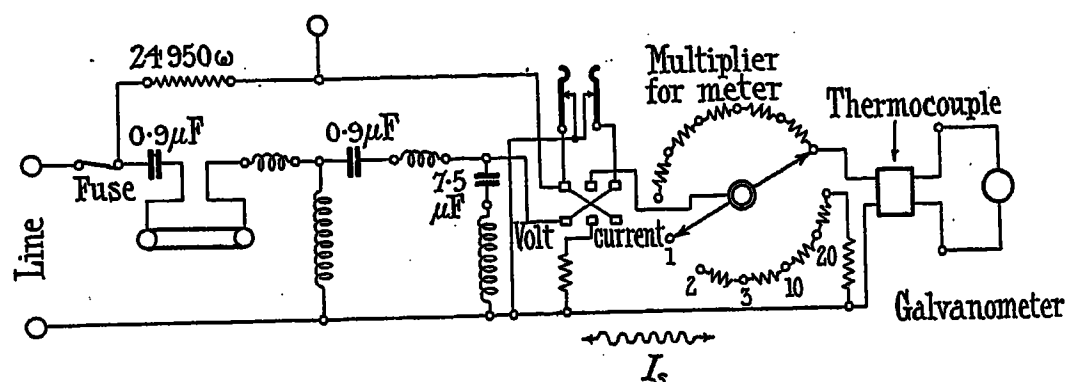 24950ω
Multiplier
for meter
Thermocouple
0·9μF
0·9μF
Fuse
7·5
μF
Volt
current
1
2
3
10
20
Line
Galvanometer
Is